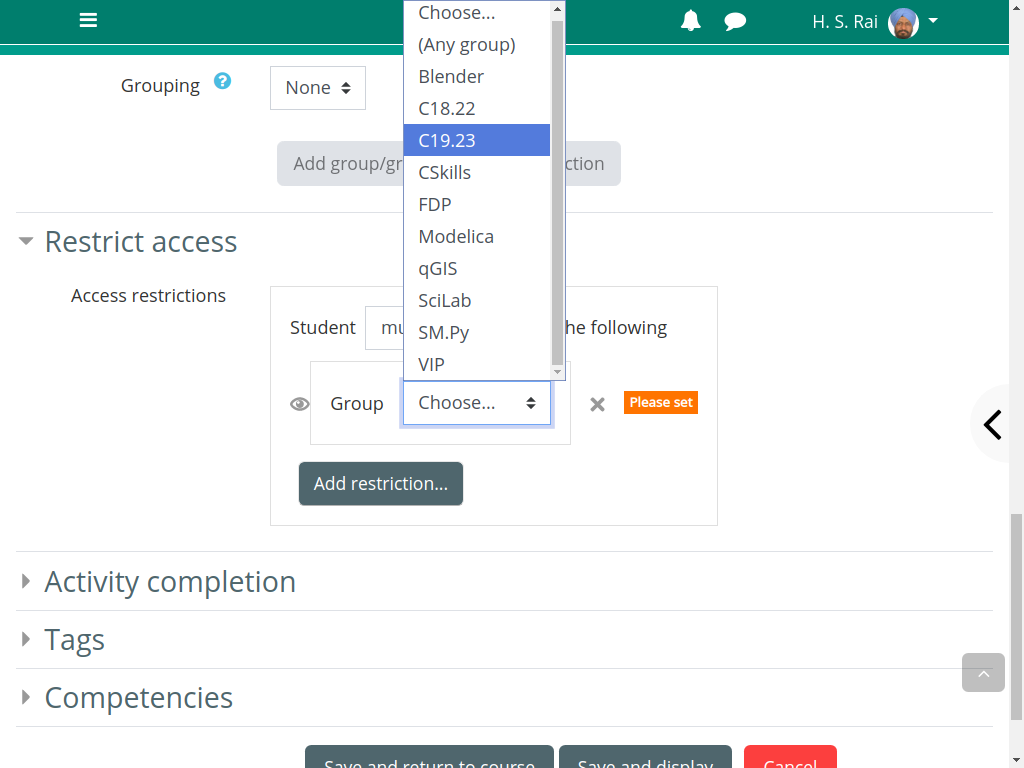 H. S. Rai
Grouping
None
Choose...
(Any group)
Blender
C18.22
C19.23
CSkills
FDP
Modelica
qGIS
SciLab
SM.Py
VIP
Add group/gr
ction
Restrict access
Access restrictions
Student
mu
he following
Group
Choose...
Please set
Add restriction...
Activity completion
Tags
Competencies
Save and return to course
Save and display
Cancel